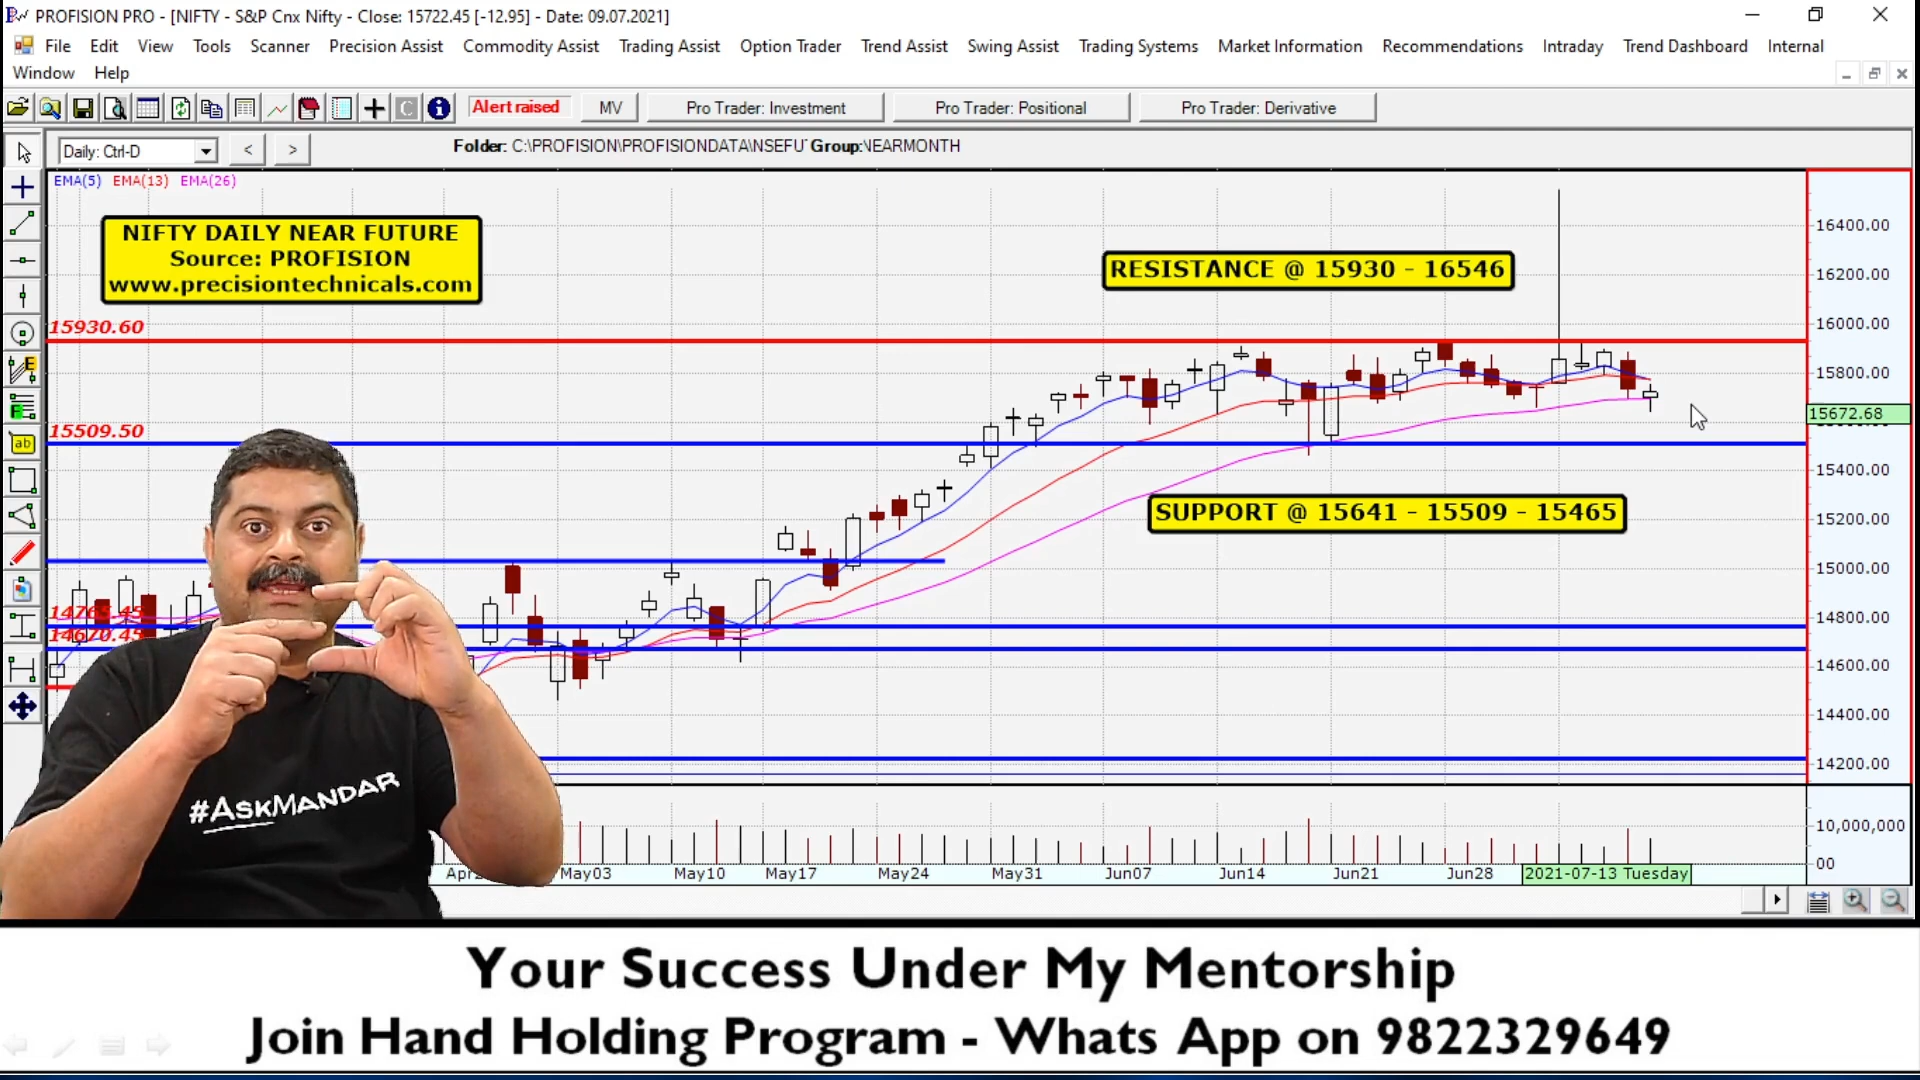 PROFISION PRO - [NIFTY - S&P Cnx Nifty - Close: 15722.45 [-12.95] - Date: 09.07.2021]
File Edit View Tools Scanner Precision Assist Commodity Assist Trading Assist Option Trader Trend Assist Swing Assist Trading Systems Market Information Recommendations Intraday Trend Dashboard Internal
Window Help
Alert raised MV Pro Trader: Investment Pro Trader: Positional Pro Trader: Derivative
Daily: Ctrl-D < > Folder: C:\PROFISION\PROFISIONDATA\NSEFU Group: NEARMONTH
EMA(5) EMA(13) EMA(26)
NIFTY DAILY NEAR FUTURE
Source: PROFISION
www.precisiontechnicals.com
RESISTANCE @ 15930 - 16546
16400.00
16200.00
15930.60
16000.00
15800.00
15672.68
15509.50
15400.00
SUPPORT @ 15641 - 15509 - 15465
15200.00
15000.00
14765.45
14800.00
14670.45
14600.00
14400.00
14200.00
#ASKMANDAR
10,000,000
00
Apr May03 May10 May17 May24 May31 Jun07 Jun14 Jun21 Jun28 2021-07-13 Tuesday
Your Success Under My Mentorship
Join Hand Holding Program - Whats App on 9822329649